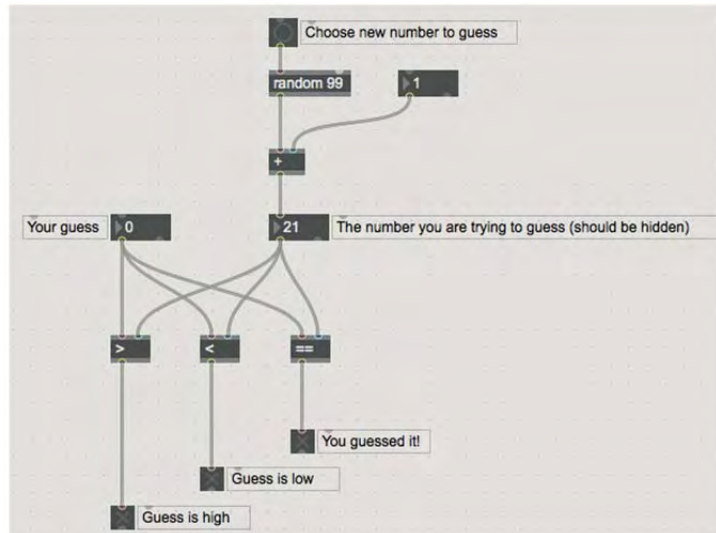 Choose new number to guess
random 99
1
+
Your guess
0
21
The number you are trying to guess (should be hidden)
>
<
==
You guessed it!
Guess is low
Guess is high